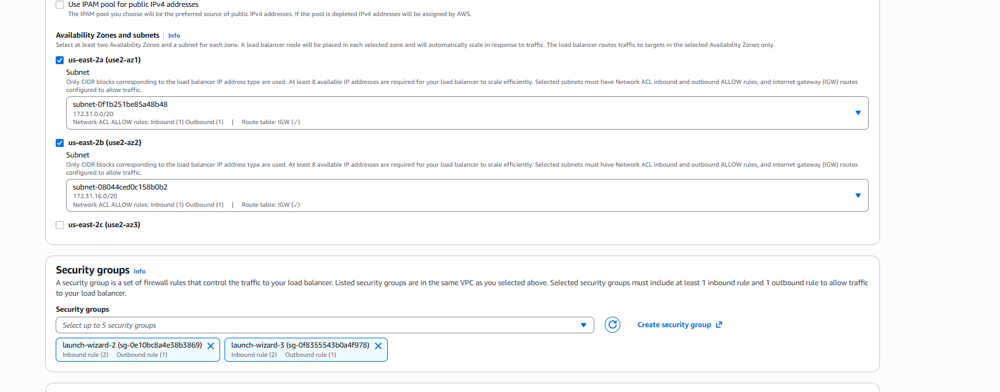 Use IPAM pool for public IPv4 addresses
The IPAM pool you choose will be the preferred source of public IPv4 addresses. If the pool is depleted IPv4 addresses will be assigned by AWS.
Availability Zones and subnets | Info
Select at least two Availability Zones and a subnet for each zone. A load balancer node will be placed in each selected zone and will automatically scale in response to traffic. The load balancer routes traffic to targets in the selected Availability Zones only.
us-east-2a (use2-az1)
Subnet
Only CIDR blocks corresponding to the load balancer IP address type are used. At least 8 available IP addresses are required for your load balancer to scale efficiently. Selected subnets must have Network ACL inbound and outbound ALLOW rules, and internet gateway (IGW) routes
configured to allow traffic.
subnet-0f1b251be85a48b48
172.31.0.0/20
Network ACL ALLOW rules: Inbound (1) Outbound (1) | Route table: IGW (✓)
us-east-2b (use2-az2)
Subnet
Only CIDR blocks corresponding to the load balancer IP address type are used. At least 8 available IP addresses are required for your load balancer to scale efficiently. Selected subnets must have Network ACL inbound and outbound ALLOW rules, and internet gateway (IGW) routes
configured to allow traffic.
subnet-08044ced0c158b0b2
172.31.16.0/20
Network ACL ALLOW rules: Inbound (1) Outbound (1) | Route table: IGW (✓)
us-east-2c (use2-az3)
Security groups Info
A security group is a set of firewall rules that control the traffic to your load balancer. Listed security groups are in the same VPC as you selected above. Selected security groups must include at least 1 inbound rule and 1 outbound rule to allow traffic
to your load balancer.
Security groups
Select up to 5 security groups
Create security group
launch-wizard-2 (sg-0e10bc8a4e38b3869)
Inbound rule (2) Outbound rule (1)
launch-wizard-3 (sg-0f8355543b0a4f978)
Inbound rule (2) Outbound rule (1)